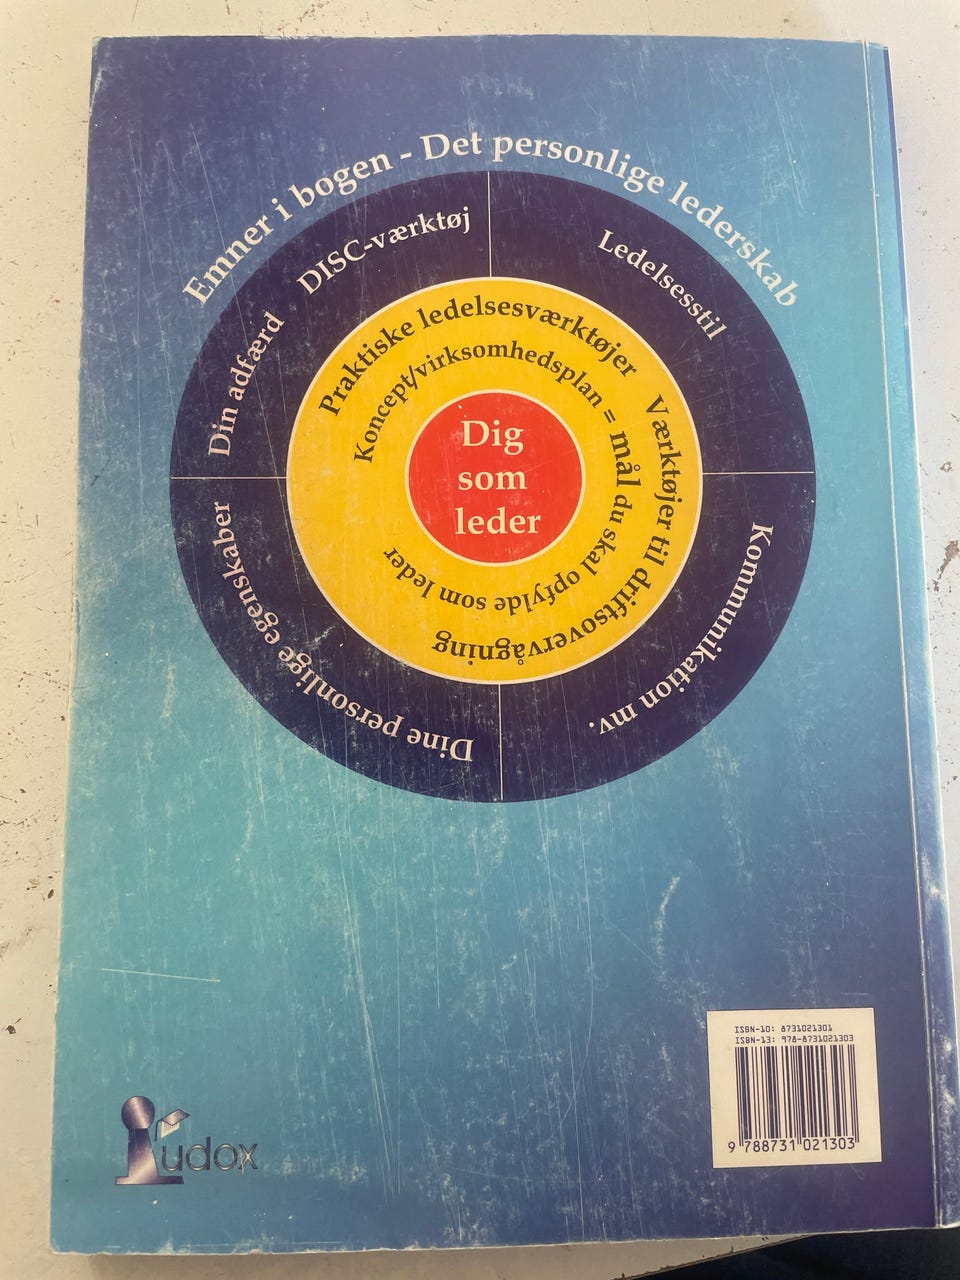 Emner i bogen - Det personlige lederskab
DISC-værktøj
Ledelsesstil
Din adfærd
Praktiske ledelsesværktøjer
Værktøjer til driftsovervågning
Koncept/virksomhedsplan = mål du skal opfylde som leder
Dig
som
leder
Dine personlige egenskaber
Kommunikation mv.
ISBN-10: 8731021301
ISBN-13: 978-8731021303
9 788731 021303
udox